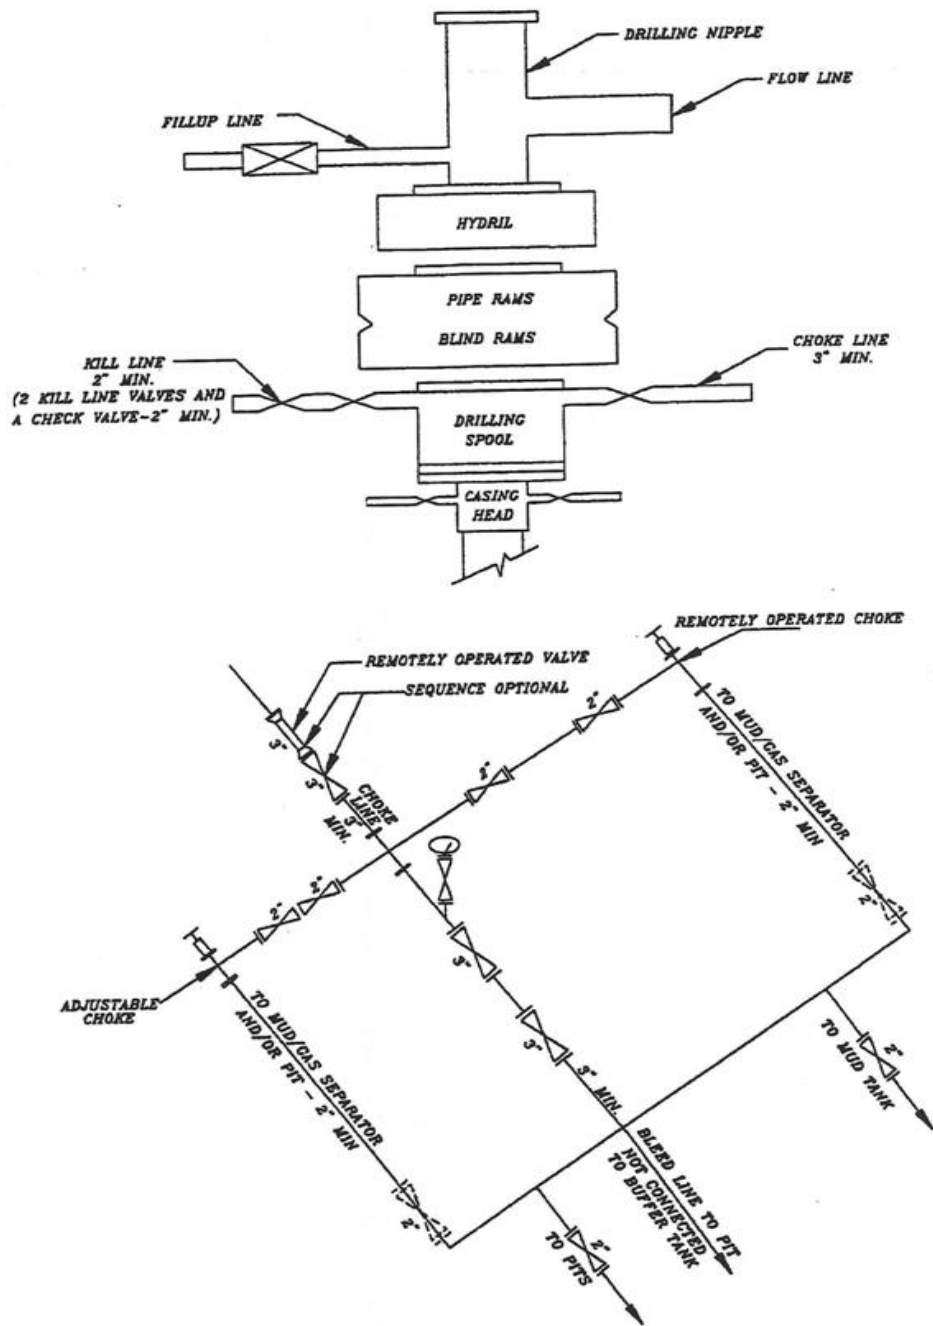 DRILLING NIPPLE
FLOW LINE
FILLUP LINE
HYDRIL
PIPE RAMS
BLIND RAMS
CHOKE LINE
3" MIN.
KILL LINE
2" MIN.
(2 KILL LINE VALVES AND
A CHECK VALVE-2" MIN.)
DRILLING
SPOOL
CASING
HEAD
REMOTELY OPERATED CHOKE
REMOTELY OPERATED VALVE
SEQUENCE OPTIONAL
3"
3"
CHOKE
LINE
3"
MIN.
2"
2"
TO MUD/GAS SEPARATOR
AND/OR PIT - 2" MIN
2"
2"
2"
3"
3"
3" MIN.
ADJUSTABLE
CHOKE
TO MUD/GAS SEPARATOR
AND/OR PIT - 2" MIN
2"
2"
TO MUD TANK
BLEED LINE TO PIT
NOT CONNECTED
TO BUFFER TANK
2"
TO PITS